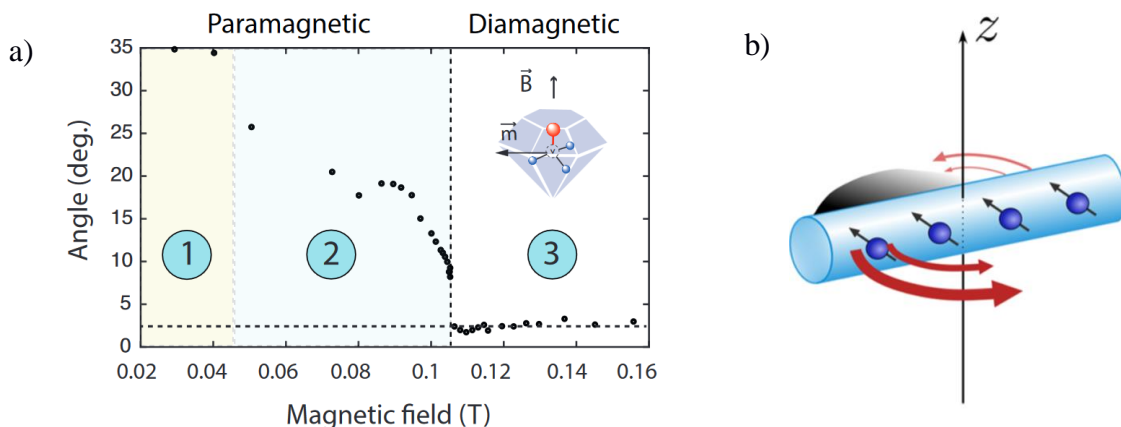 a)
Paramagnetic Diamagnetic
35
30
25
20
15
10
5
0
Angle (deg.)
1
2
3
B
m
v
0.02 0.04 0.06 0.08 0.1 0.12 0.14 0.16
Magnetic field (T)
b)
z